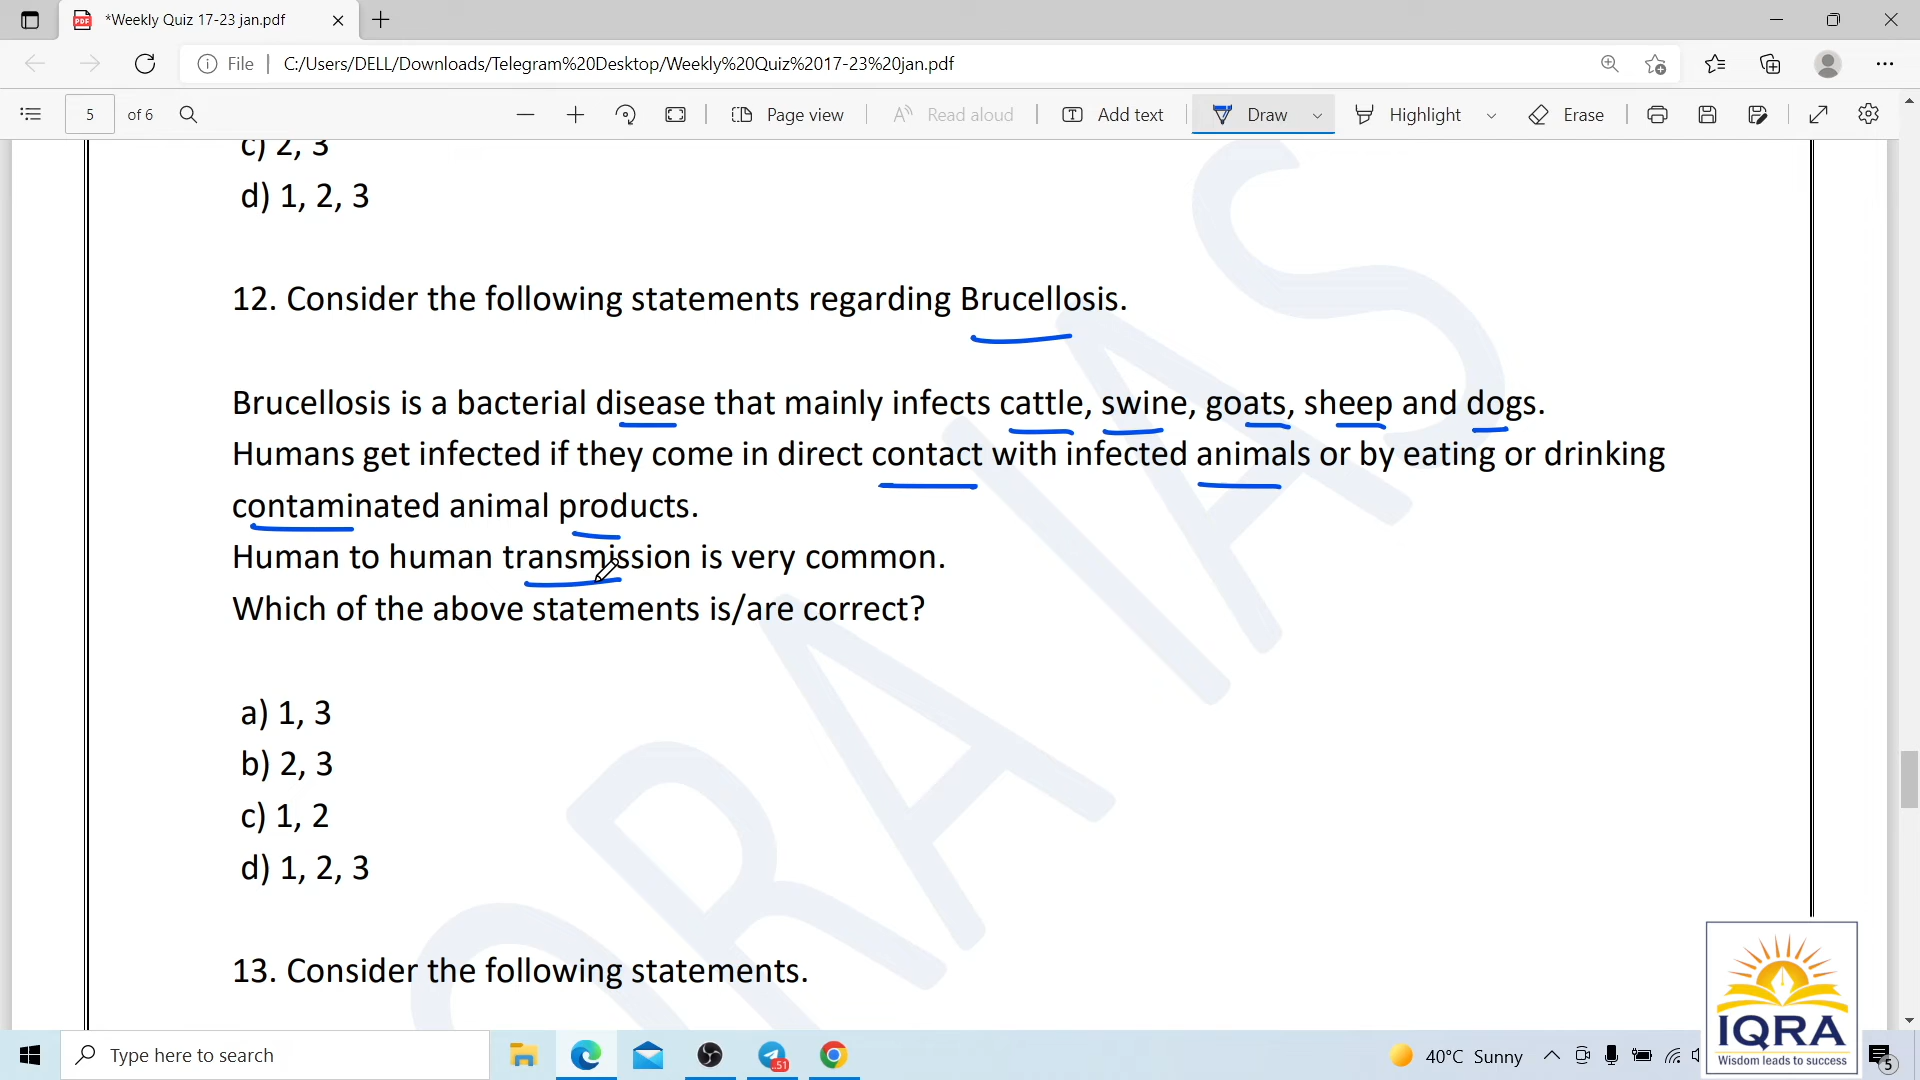 *Weekly Quiz 17-23 jan.pdf
File | C:/Users/DELL/Downloads/Telegram%20Desktop/Weekly%20Quiz%2017-23%20jan.pdf
5 of 6 Page view Read aloud Add text Draw Highlight Erase
c) 2, 3
d) 1, 2, 3
12. Consider the following statements regarding Brucellosis.
Brucellosis is a bacterial disease that mainly infects cattle, swine, goats, sheep and dogs.
Humans get infected if they come in direct contact with infected animals or by eating or drinking
contaminated animal products.
Human to human transmission is very common.
Which of the above statements is/are correct?
a) 1, 3
b) 2, 3
c) 1, 2
d) 1, 2, 3
13. Consider the following statements.
IQRA IAS
IQRA
Wisdom leads to success
Type here to search
..51
40°C Sunny
5